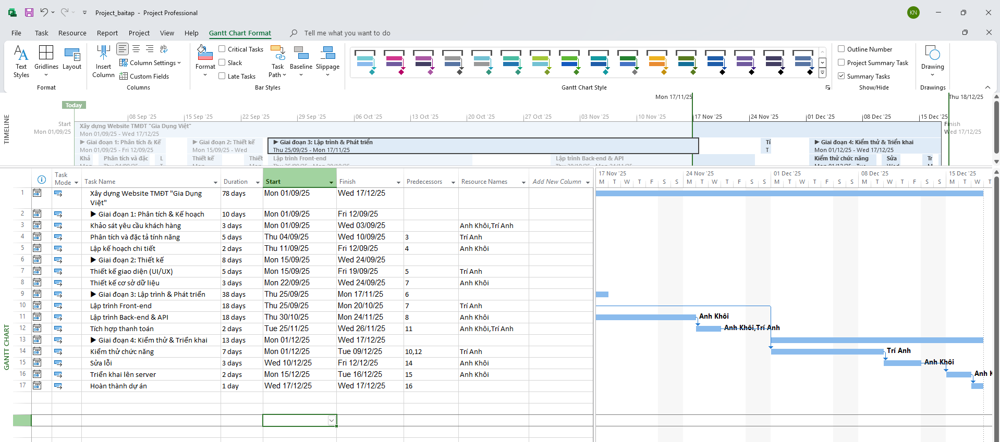 Project_baitap - Project Professional
KN
File Task Resource Report Project View Help Gantt Chart Format Tell me what you want to do
Text Styles
Gridlines
Layout
Format
Insert Column
Column Settings
Custom Fields
Columns
Format
Critical Tasks
Slack
Late Tasks
Task Path
Baseline
Slippage
Bar Styles
Gantt Chart Style
Outline Number
Project Summary Task
Summary Tasks
Show/Hide
Drawing
Drawings
TIMELINE
Mon 17/11/25 Thu 18/12/25
Today
08 Sep '25 15 Sep '25 22 Sep '25 29 Sep '25 06 Oct '25 13 Oct '25 20 Oct '25 27 Oct '25 03 Nov '25 10 Nov '25 17 Nov '25 24 Nov '25 01 Dec '25 08 Dec '25 15 Dec '25
Start
Mon 01/09/25
Finish
Wed 17/12/25
Xây dựng Website TMĐT "Gia Dụng Việt"
Mon 01/09/25 - Wed 17/12/25
▶ Giai đoạn 1: Phân tích & Kế
Mon 01/09/25 - Fri 12/09/25
▶ Giai đoạn 2: Thiết kế
Mon 15/09/25 - Wed
▶ Giai đoạn 3: Lập trình & Phát triển
Thu 25/09/25 - Mon 17/11/25
Tí
T
▶ Giai đoạn 4: Kiểm thử & Triển khai
Mon 01/12/25 - Wed 17/12/25
Khả Phân tích và đặc L Thiết kế Thiết Lập trình Front-end Lập trình Back-end & API Kiểm thử chức năng Sửa Tr
Mon Thu 04/09/25 T Mon Mon Thu 25/09/25 - Mon 20/10/25 Thu 30/10/25 - Mon 24/11/25 Mon 01/12/25 - Tue Wed M
GANTT CHART
Task Mode Task Name Duration Start Finish Predecessors Resource Names Add New Column
1 Xây dựng Website TMĐT "Gia Dụng Việt" 78 days Mon 01/09/25 Wed 17/12/25
2 ▶ Giai đoạn 1: Phân tích & Kế hoạch 10 days Mon 01/09/25 Fri 12/09/25
3 Khảo sát yêu cầu khách hàng 3 days Mon 01/09/25 Wed 03/09/25 Anh Khôi,Trí Anh
4 Phân tích và đặc tả tính năng 5 days Thu 04/09/25 Wed 10/09/25 3 Trí Anh
5 Lập kế hoạch chi tiết 2 days Thu 11/09/25 Fri 12/09/25 4 Anh Khôi
6 ▶ Giai đoạn 2: Thiết kế 8 days Mon 15/09/25 Wed 24/09/25
7 Thiết kế giao diện (UI/UX) 5 days Mon 15/09/25 Fri 19/09/25 5 Trí Anh
8 Thiết kế cơ sở dữ liệu 3 days Mon 22/09/25 Wed 24/09/25 7 Anh Khôi
9 ▶ Giai đoạn 3: Lập trình & Phát triển 38 days Thu 25/09/25 Mon 17/11/25 6
10 Lập trình Front-end 18 days Thu 25/09/25 Mon 20/10/25 7 Trí Anh
11 Lập trình Back-end & API 18 days Thu 30/10/25 Mon 24/11/25 8 Anh Khôi
12 Tích hợp thanh toán 2 days Tue 25/11/25 Wed 26/11/25 11 Anh Khôi,Trí Anh
13 ▶ Giai đoạn 4: Kiểm thử & Triển khai 13 days Mon 01/12/25 Wed 17/12/25
14 Kiểm thử chức năng 7 days Mon 01/12/25 Tue 09/12/25 10,12 Trí Anh
15 Sửa lỗi 3 days Wed 10/12/25 Fri 12/12/25 14 Anh Khôi
16 Triển khai lên server 2 days Mon 15/12/25 Tue 16/12/25 15 Anh Khôi
17 Hoàn thành dự án 1 day Wed 17/12/25 Wed 17/12/25 16
17 Nov '25 24 Nov '25 01 Dec '25 08 Dec '25 15 Dec '25
M T W T F S S M T W T F S S M T W T F S S M T W T F S S M T W T
Anh Khôi
Anh Khôi,Trí Anh
Trí Anh
Anh Khôi
Anh K